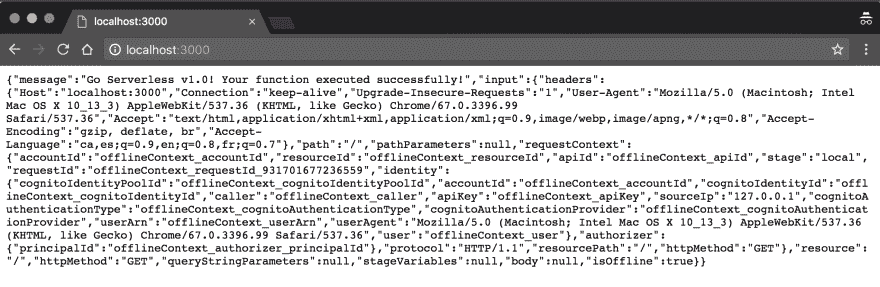 localhost:3000
localhost:3000
{"message":"Go Serverless v1.0! Your function executed successfully!","input":{"headers":
{"Host":"localhost:3000","Connection":"keep-alive","Upgrade-Insecure-Requests":"1","User-Agent":"Mozilla/5.0 (Macintosh; Intel
Mac OS X 10_13_3) AppleWebKit/537.36 (KHTML, like Gecko) Chrome/67.0.3396.99
Safari/537.36","Accept":"text/html,application/xhtml+xml,application/xml;q=0.9,image/webp,image/apng,*/*;q=0.8","Accept-
Encoding":"gzip, deflate, br","Accept-
Language":"ca,es;q=0.9,en;q=0.8,fr;q=0.7"},"path":"/","pathParameters":null,"requestContext":
{"accountId":"offlineContext_accountId","resourceId":"offlineContext_resourceId","apiId":"offlineContext_apiId","stage":"local",
"requestId":"offlineContext_requestId_931701677236559","identity":
{"cognitoIdentityPoolId":"offlineContext_cognitoIdentityPoolId","accountId":"offlineContext_accountId","cognitoIdentityId":"offl
ineContext_cognitoIdentityId","caller":"offlineContext_caller","apiKey":"offlineContext_apiKey","sourceIp":"127.0.0.1","cognitoA
uthenticationType":"offlineContext_cognitoAuthenticationType","cognitoAuthenticationProvider":"offlineContext_cognitoAuthenticat
ionProvider","userArn":"offlineContext_userArn","userAgent":"Mozilla/5.0 (Macintosh; Intel Mac OS X 10_13_3) AppleWebKit/537.36
(KHTML, like Gecko) Chrome/67.0.3396.99 Safari/537.36","user":"offlineContext_user"},"authorizer":
{"principalId":"offlineContext_authorizer_principalId"},"protocol":"HTTP/1.1","resourcePath":"/","httpMethod":"GET"},"resource":
"/","httpMethod":"GET","queryStringParameters":null,"stageVariables":null,"body":null,"isOffline":true}}